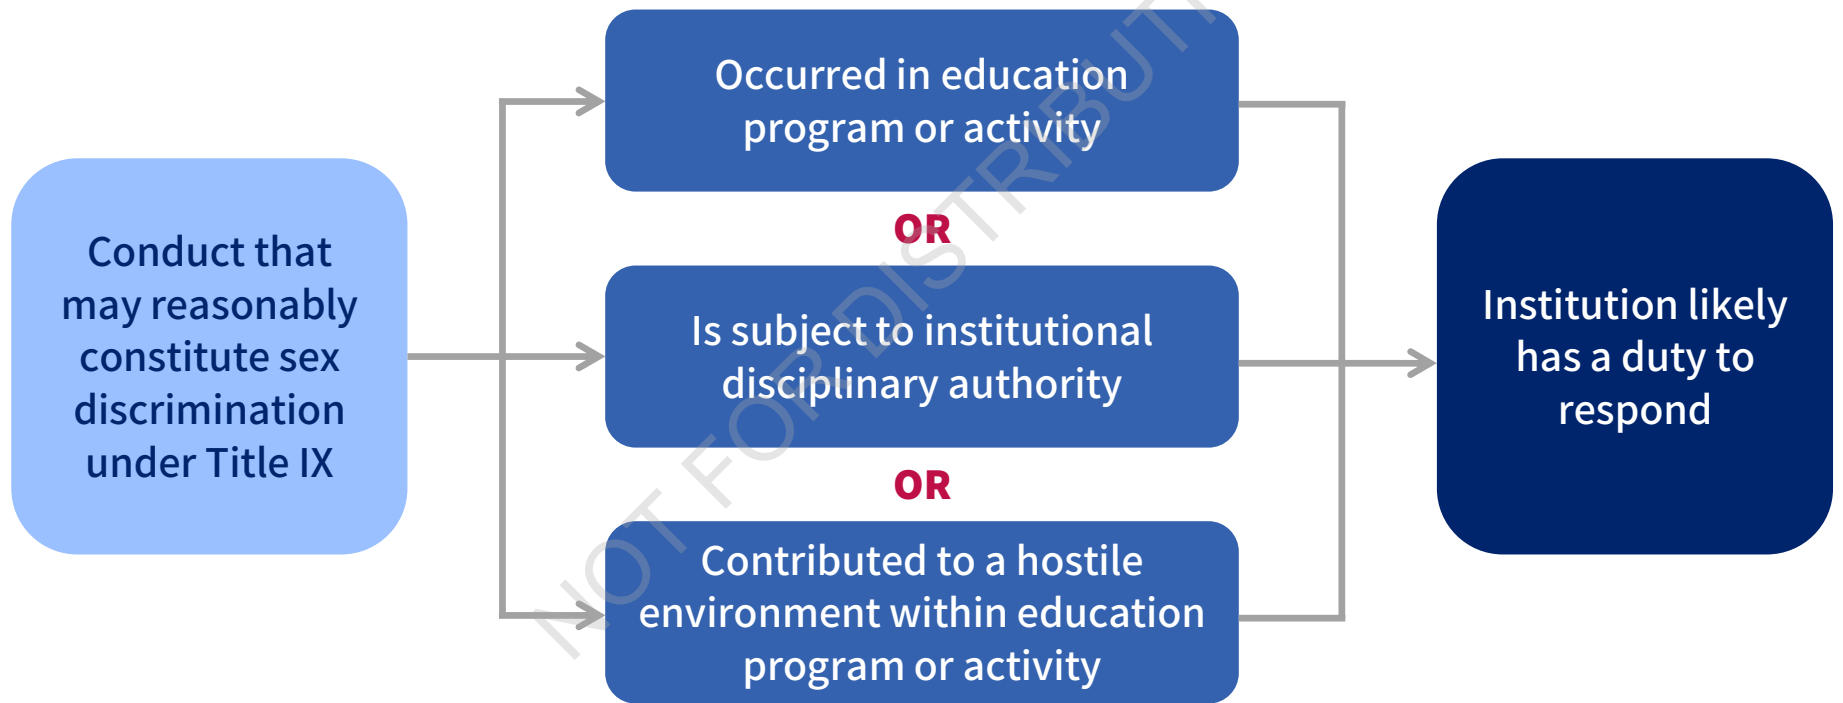 Conduct that
may reasonably
constitute sex
discrimination
under Title IX
Occurred in education
program or activity
OR
Is subject to institutional
disciplinary authority
OR
Contributed to a hostile
environment within education
program or activity
Institution likely
has a duty to
respond
NOT FOR DISTRIBUT